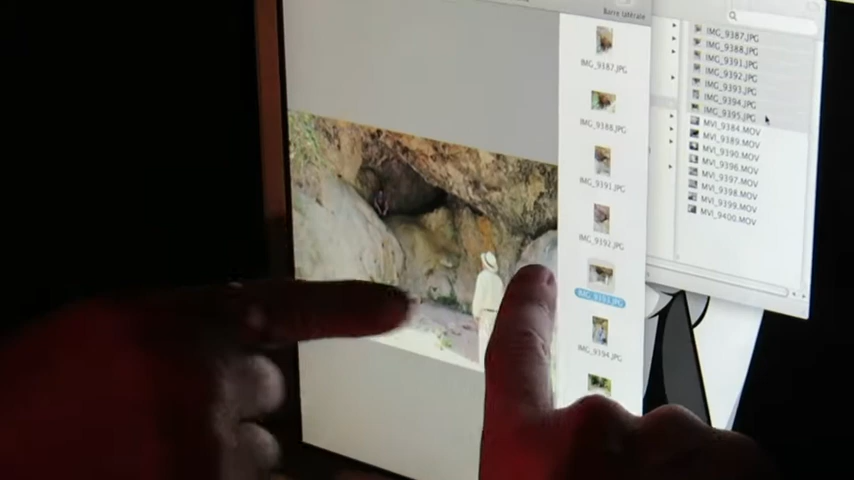 Barre latérale
IMG_9387.JPG
IMG_9388.JPG
IMG_9391.JPG
IMG_9392.JPG
IMG_9393.JPG
IMG_9394.JPG
IMG_9387.JPG
IMG_9388.JPG
IMG_9391.JPG
IMG_9392.JPG
IMG_9393.JPG
IMG_9394.JPG
IMG_9395.JPG
MVI_9384.MOV
MVI_9389.MOV
MVI_9390.MOV
MVI_9396.MOV
MVI_9397.MOV
MVI_9398.MOV
MVI_9399.MOV
MVI_9400.MOV